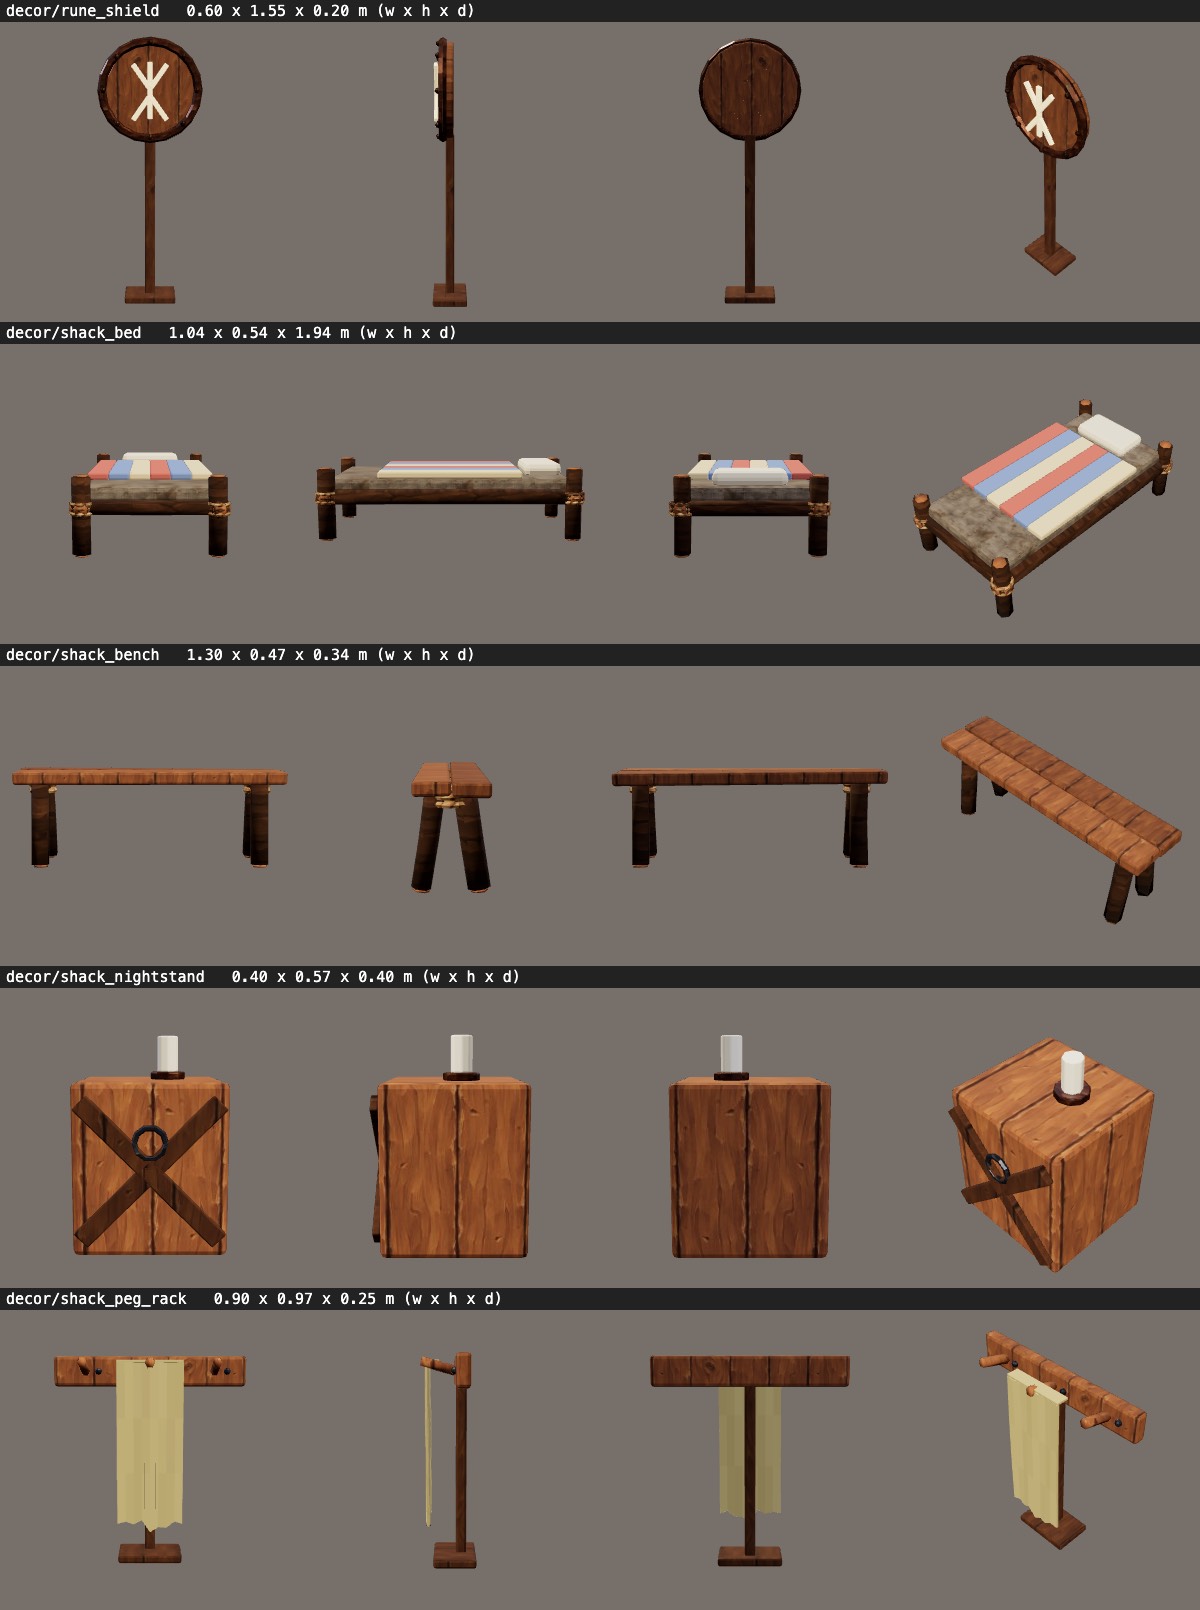 decor/rune_shield 0.60 x 1.55 x 0.20 m (w x h x d)
decor/shack_bed 1.04 x 0.54 x 1.94 m (w x h x d)
decor/shack_bench 1.30 x 0.47 x 0.34 m (w x h x d)
decor/shack_nightstand 0.40 x 0.57 x 0.40 m (w x h x d)
decor/shack_peg_rack 0.90 x 0.97 x 0.25 m (w x h x d)